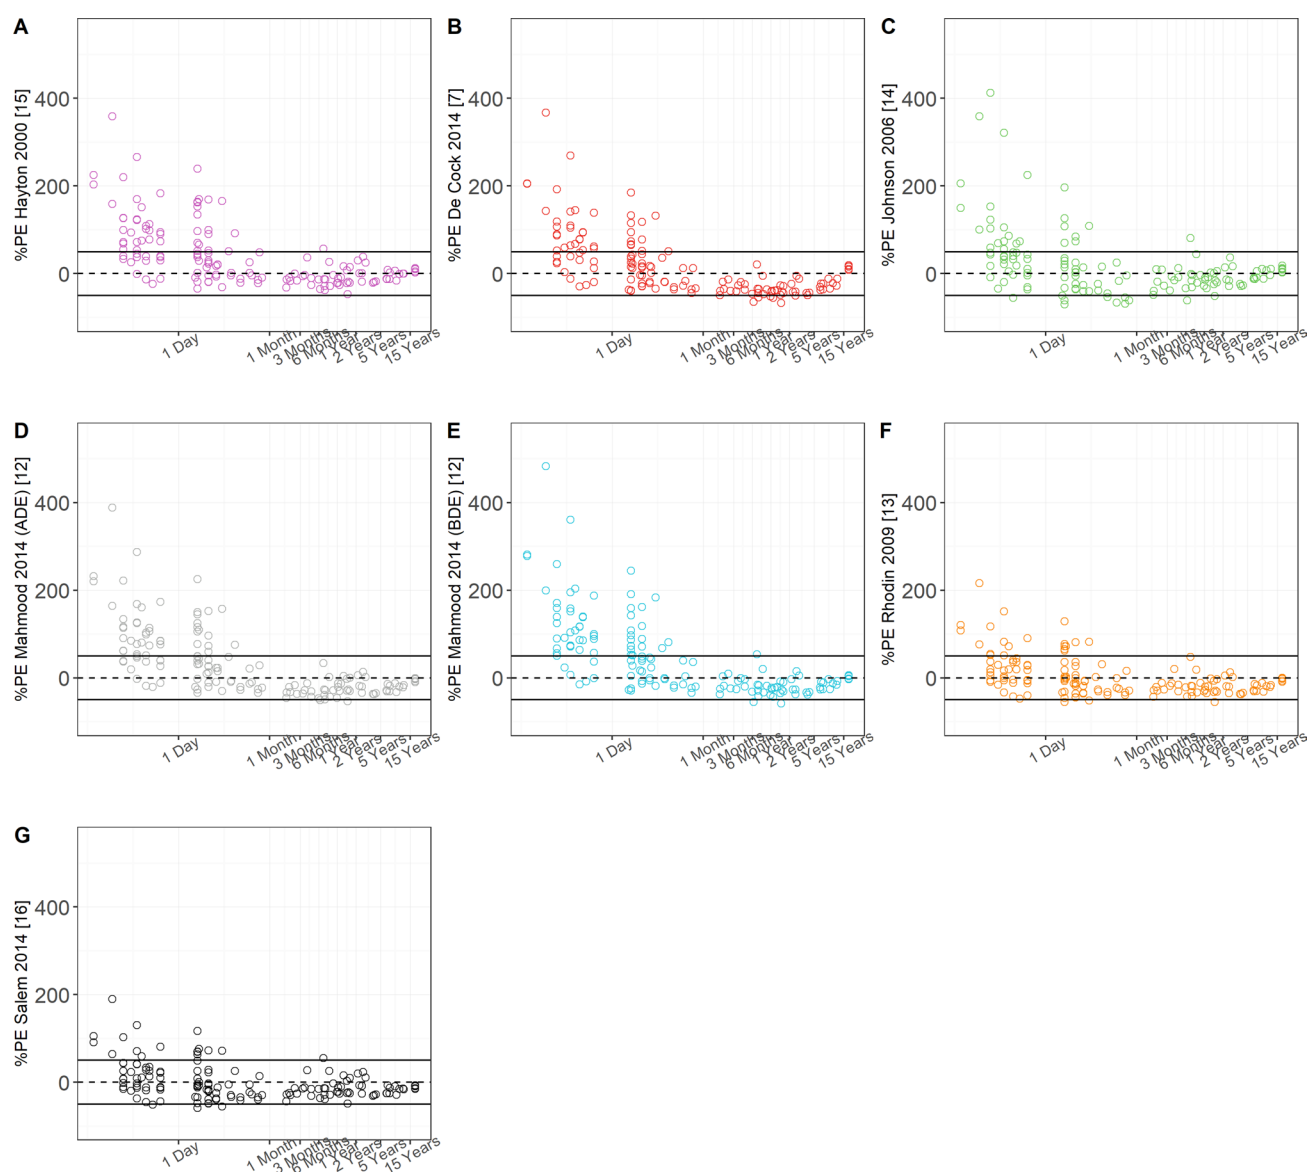 A
%PE Hayton 2000 [15]
400
200
0
1 Day
1 Month
3 Months
6 Months
1 Year
2 Years
5 Years
15 Years
B
%PE De Cock 2014 [7]
400
200
0
1 Day
1 Month
3 Months
6 Months
1 Year
2 Years
5 Years
15 Years
C
%PE Johnson 2006 [14]
400
200
0
1 Day
1 Month
3 Months
6 Months
1 Year
2 Years
5 Years
15 Years
D
%PE Mahmood 2014 (ADE) [12]
400
200
0
1 Day
1 Month
3 Months
6 Months
1 Year
2 Years
5 Years
15 Years
E
%PE Mahmood 2014 (BDE) [12]
400
200
0
1 Day
1 Month
3 Months
6 Months
1 Year
2 Years
5 Years
15 Years
F
%PE Rhodin 2009 [13]
400
200
0
1 Day
1 Month
3 Months
6 Months
1 Year
2 Years
5 Years
15 Years
G
%PE Salem 2014 [16]
400
200
0
1 Day
1 Month
3 Months
6 Months
1 Year
2 Years
5 Years
15 Years